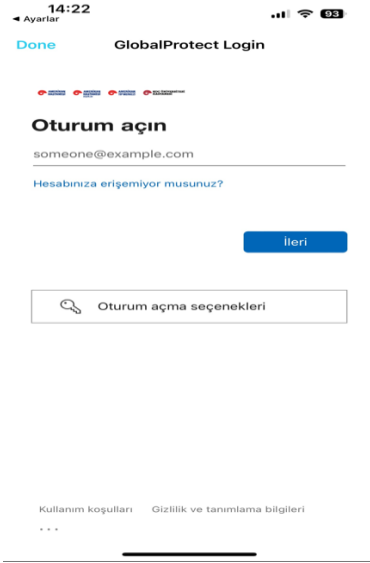 14:22
◄ Ayarlar
93
Done
GlobalProtect Login
Oturum açın
someone@example.com
Hesabınıza erişemiyor musunuz?
İleri
Oturum açma seçenekleri
Kullanım koşulları Gizlilik ve tanımlama bilgileri
...